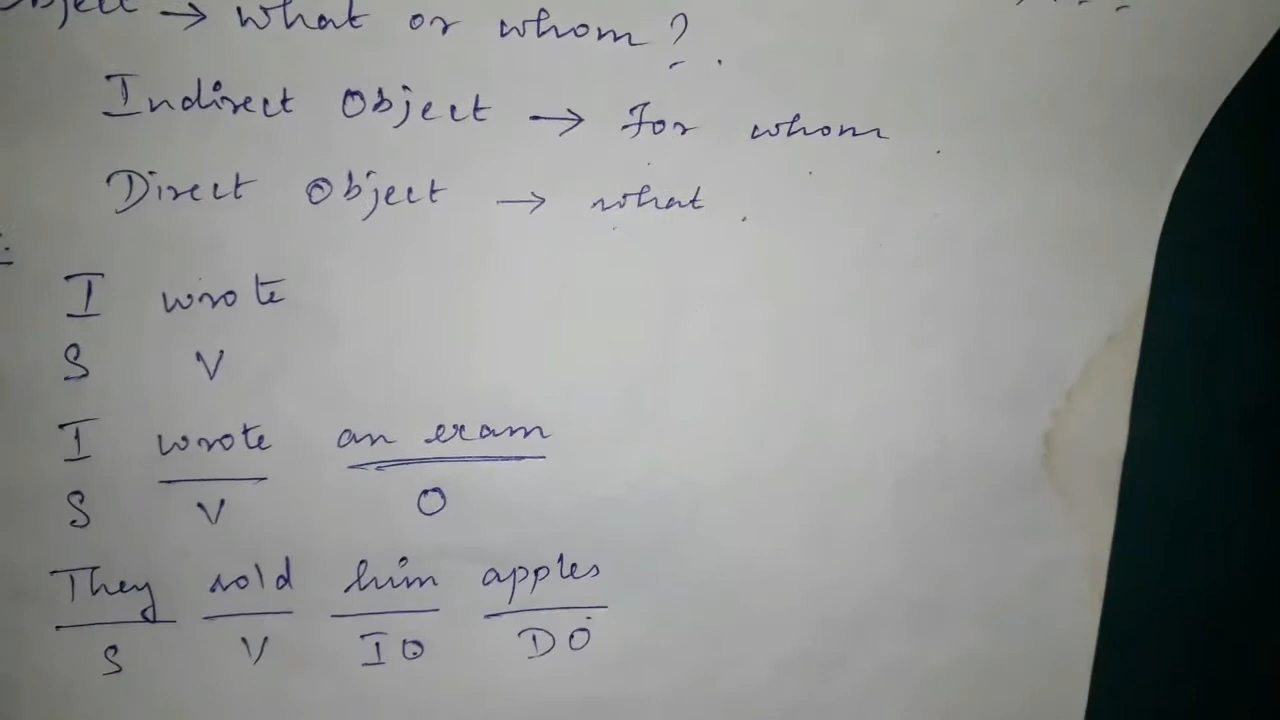 Object → what or whom?
Indirect Object → For whom
Direct Object → what.
I wrote
S V
I wrote an exam
S V O
They sold him apples
S V IO DO